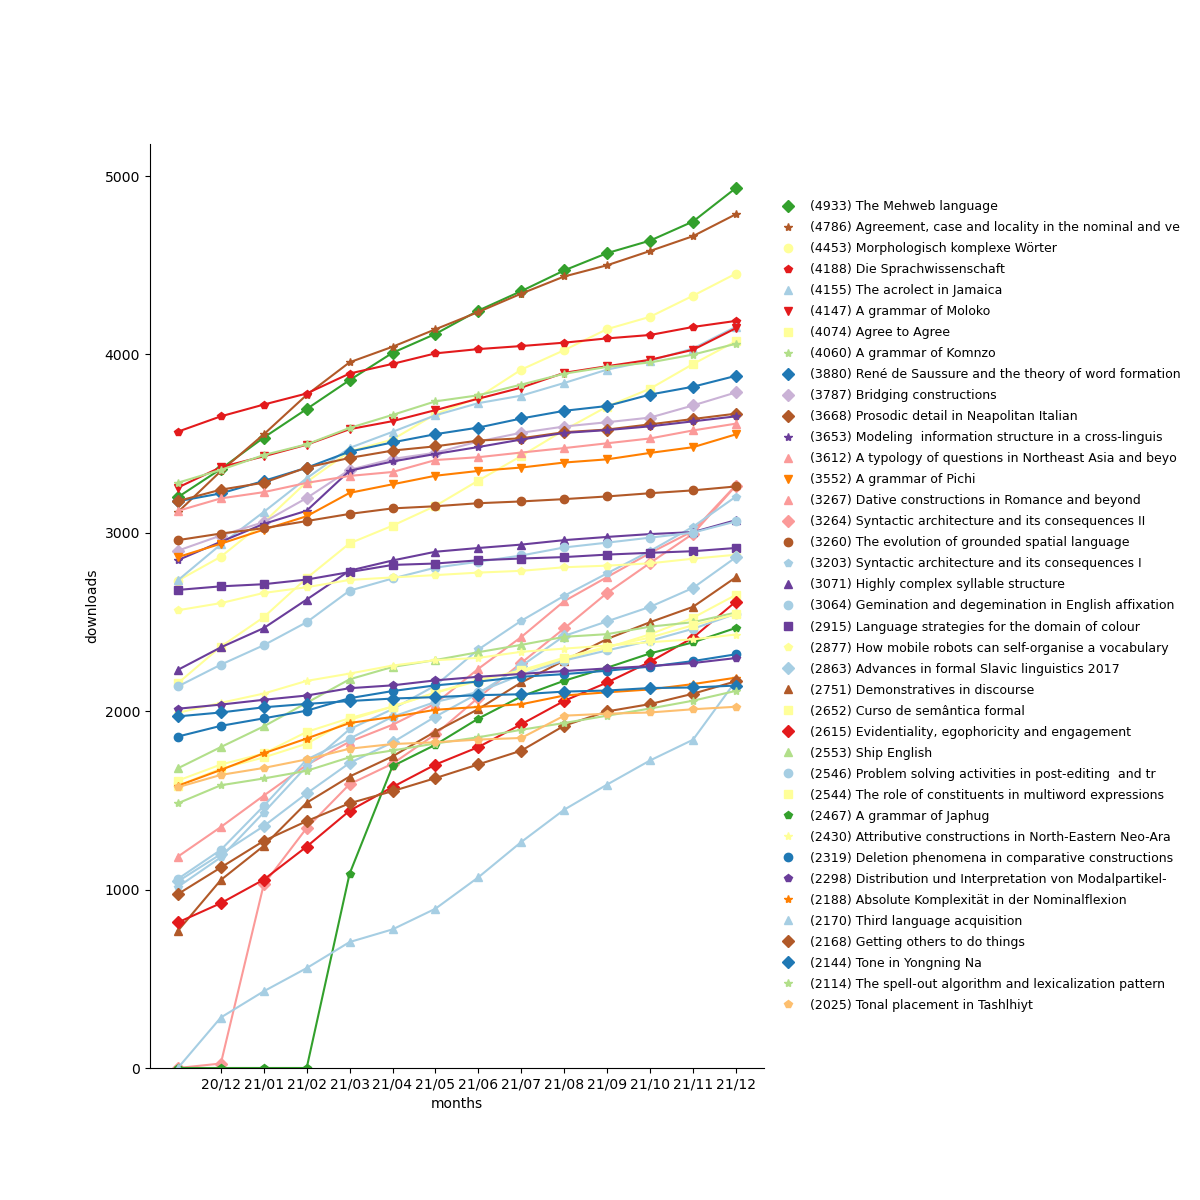 5000
4000
3000
2000
1000
0
downloads
20/12 21/01 21/02 21/03 21/04 21/05 21/06 21/07 21/08 21/09 21/10 21/11 21/12
months
(4933) The Mehweb language
(4786) Agreement, case and locality in the nominal and ve
(4453) Morphologisch komplexe Wörter
(4188) Die Sprachwissenschaft
(4155) The acrolect in Jamaica
(4147) A grammar of Moloko
(4074) Agree to Agree
(4060) A grammar of Komnzo
(3880) René de Saussure and the theory of word formation
(3787) Bridging constructions
(3668) Prosodic detail in Neapolitan Italian
(3653) Modeling  information structure in a cross-linguis
(3612) A typology of questions in Northeast Asia and beyo
(3552) A grammar of Pichi
(3267) Dative constructions in Romance and beyond
(3264) Syntactic architecture and its consequences II
(3260) The evolution of grounded spatial language
(3203) Syntactic architecture and its consequences I
(3071) Highly complex syllable structure
(3064) Gemination and degemination in English affixation
(2915) Language strategies for the domain of colour
(2877) How mobile robots can self-organise a vocabulary
(2863) Advances in formal Slavic linguistics 2017
(2751) Demonstratives in discourse
(2652) Curso de semântica formal
(2615) Evidentiality, egophoricity and engagement
(2553) Ship English
(2546) Problem solving activities in post-editing  and tr
(2544) The role of constituents in multiword expressions
(2467) A grammar of Japhug
(2430) Attributive constructions in North-Eastern Neo-Ara
(2319) Deletion phenomena in comparative constructions
(2298) Distribution und Interpretation von Modalpartikel-
(2188) Absolute Komplexität in der Nominalflexion
(2170) Third language acquisition
(2168) Getting others to do things
(2144) Tone in Yongning Na
(2114) The spell-out algorithm and lexicalization pattern
(2025) Tonal placement in Tashlhiyt